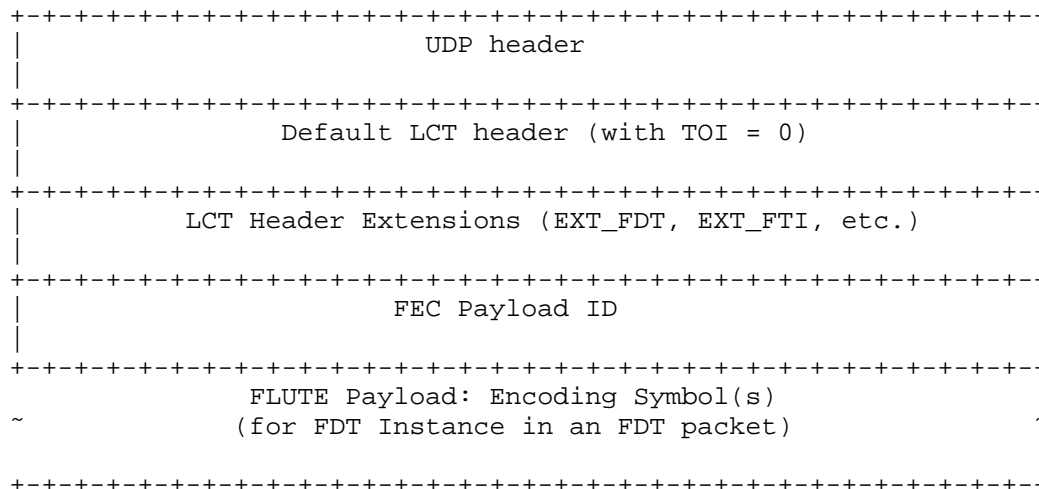 +-+-+-+-+-+-+-+-+-+-+-+-+-+-+-+-+-+-+-+-+-+-+-+-+-+-+-+-+-+-+-+-+-
| UDP header
|
+-+-+-+-+-+-+-+-+-+-+-+-+-+-+-+-+-+-+-+-+-+-+-+-+-+-+-+-+-+-+-+-+-
| Default LCT header (with TOI = 0)
|
+-+-+-+-+-+-+-+-+-+-+-+-+-+-+-+-+-+-+-+-+-+-+-+-+-+-+-+-+-+-+-+-+-
| LCT Header Extensions (EXT_FDT, EXT_FTI, etc.)
|
+-+-+-+-+-+-+-+-+-+-+-+-+-+-+-+-+-+-+-+-+-+-+-+-+-+-+-+-+-+-+-+-+-
| FEC Payload ID
|
+-+-+-+-+-+-+-+-+-+-+-+-+-+-+-+-+-+-+-+-+-+-+-+-+-+-+-+-+-+-+-+-+-
FLUTE Payload: Encoding Symbol(s)
~ (for FDT Instance in an FDT packet) ~
+-+-+-+-+-+-+-+-+-+-+-+-+-+-+-+-+-+-+-+-+-+-+-+-+-+-+-+-+-+-+-+-+-